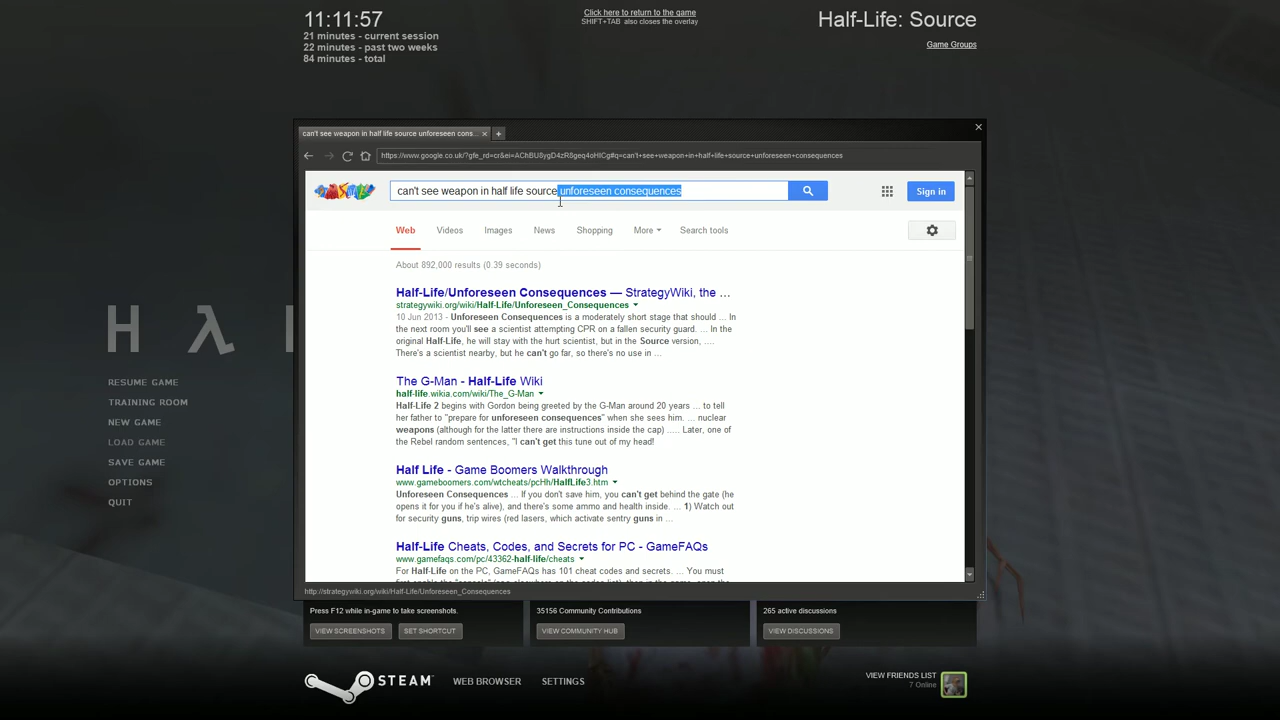 11:11:57
21 minutes - current session
22 minutes - past two weeks
84 minutes - total
Click here to return to the game
SHIFT+TAB also closes the overlay
Half-Life: Source
Game Groups
can't see weapon in half life source unforeseen cons...
https://www.google.co.uk/?gfe_rd=cr&ei=AChBU8ygD4zR8geq4oHICg#q=can't+see+weapon+in+half+life+source+unforeseen+consequences
can't see weapon in half life source unforeseen consequences
Sign in
Web Videos Images News Shopping More Search tools
About 892,000 results (0.39 seconds)
Half-Life/Unforeseen Consequences — StrategyWiki, the ...
strategywiki.org/wiki/Half-Life/Unforeseen_Consequences
10 Jun 2013 - Unforeseen Consequences is a moderately short stage that should ... In
the next room you'll see a scientist attempting CPR on a fallen security guard. ... In the
original Half-Life, he will stay with the hurt scientist, but in the Source version, ....
There's a scientist nearby, but he can't go far, so there's no use in ...
The G-Man - Half-Life Wiki
half-life.wikia.com/wiki/The_G-Man
Half-Life 2 begins with Gordon being greeted by the G-Man around 20 years ... to tell
her father to "prepare for unforeseen consequences" when she sees him. ... nuclear
weapons (although for the latter there are instructions inside the cap) ..... Later, one of
the Rebel random sentences, "I can't get this tune out of my head!
Half Life - Game Boomers Walkthrough
www.gameboomers.com/wtcheats/pcHh/HalfLife3.htm
Unforeseen Consequences ... If you don't save him, you can't get behind the gate (he
opens it for you if he's alive), and there's some ammo and health inside. ... 1) Watch out
for security guns, trip wires (red lasers, which activate sentry guns in ...
Half-Life Cheats, Codes, and Secrets for PC - GameFAQs
www.gamefaqs.com/pc/43362-half-life/cheats
For Half-Life on the PC, GameFAQs has 101 cheat codes and secrets. ... You must
http://strategywiki.org/wiki/Half-Life/Unforeseen_Consequences
H λ
RESUME GAME
TRAINING ROOM
NEW GAME
LOAD GAME
SAVE GAME
OPTIONS
QUIT
Press F12 while in-game to take screenshots.
VIEW SCREENSHOTS SET SHORTCUT
35156 Community Contributions
VIEW COMMUNITY HUB
265 active discussions
VIEW DISCUSSIONS
STEAM
WEB BROWSER
SETTINGS
VIEW FRIENDS LIST
7 Online